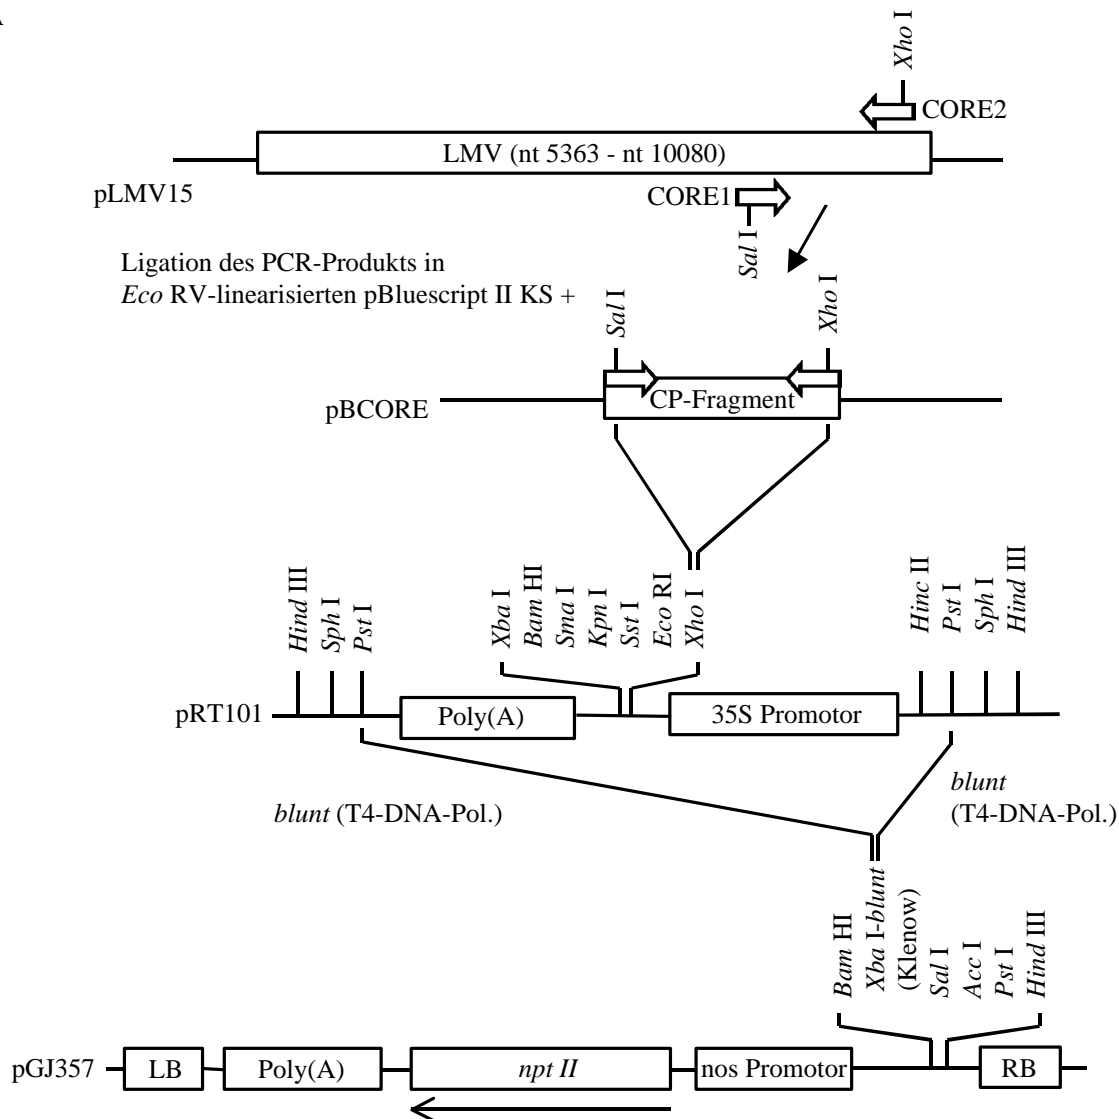 A
Xho I
CORE2
LMV (nt 5363 - nt 10080)
pLMV15
CORE1
Sal I
Ligation des PCR-Produkts in
Eco RV-linearisierten pBluescript II KS +
Sal I
Xho I
CP-Fragment
pBCORE
Hind III
Sph I
Pst I
Xba I
Bam HI
Sma I
Kpn I
Sst I
Eco RI
Xho I
Hinc II
Pst I
Sph I
Hind III
pRT101
Poly(A)
35S Promotor
blunt (T4-DNA-Pol.)
blunt
(T4-DNA-Pol.)
Bam HI
Xba I-blunt
(Klenow)
Sal I
Acc I
Pst I
Hind III
pGJ357
LB
Poly(A)
npt II
nos Promotor
RB